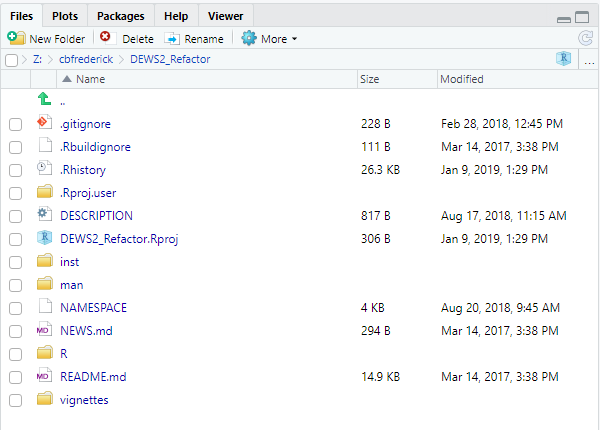 Files Plots Packages Help Viewer
New Folder Delete Rename More
Z: cbfrederick DEWS2_Refactor R ...
Name Size Modified
..
.gitignore 228 B Feb 28, 2018, 12:45 PM
.Rbuildignore 111 B Mar 14, 2017, 3:38 PM
.Rhistory 26.3 KB Jan 9, 2019, 1:29 PM
.Rproj.user
DESCRIPTION 817 B Aug 17, 2018, 11:15 AM
R DEWS2_Refactor.Rproj 306 B Jan 9, 2019, 1:29 PM
inst
man
NAMESPACE 4 KB Aug 20, 2018, 9:45 AM
MD NEWS.md 294 B Mar 14, 2017, 3:38 PM
R
MD README.md 14.9 KB Mar 14, 2017, 3:38 PM
vignettes